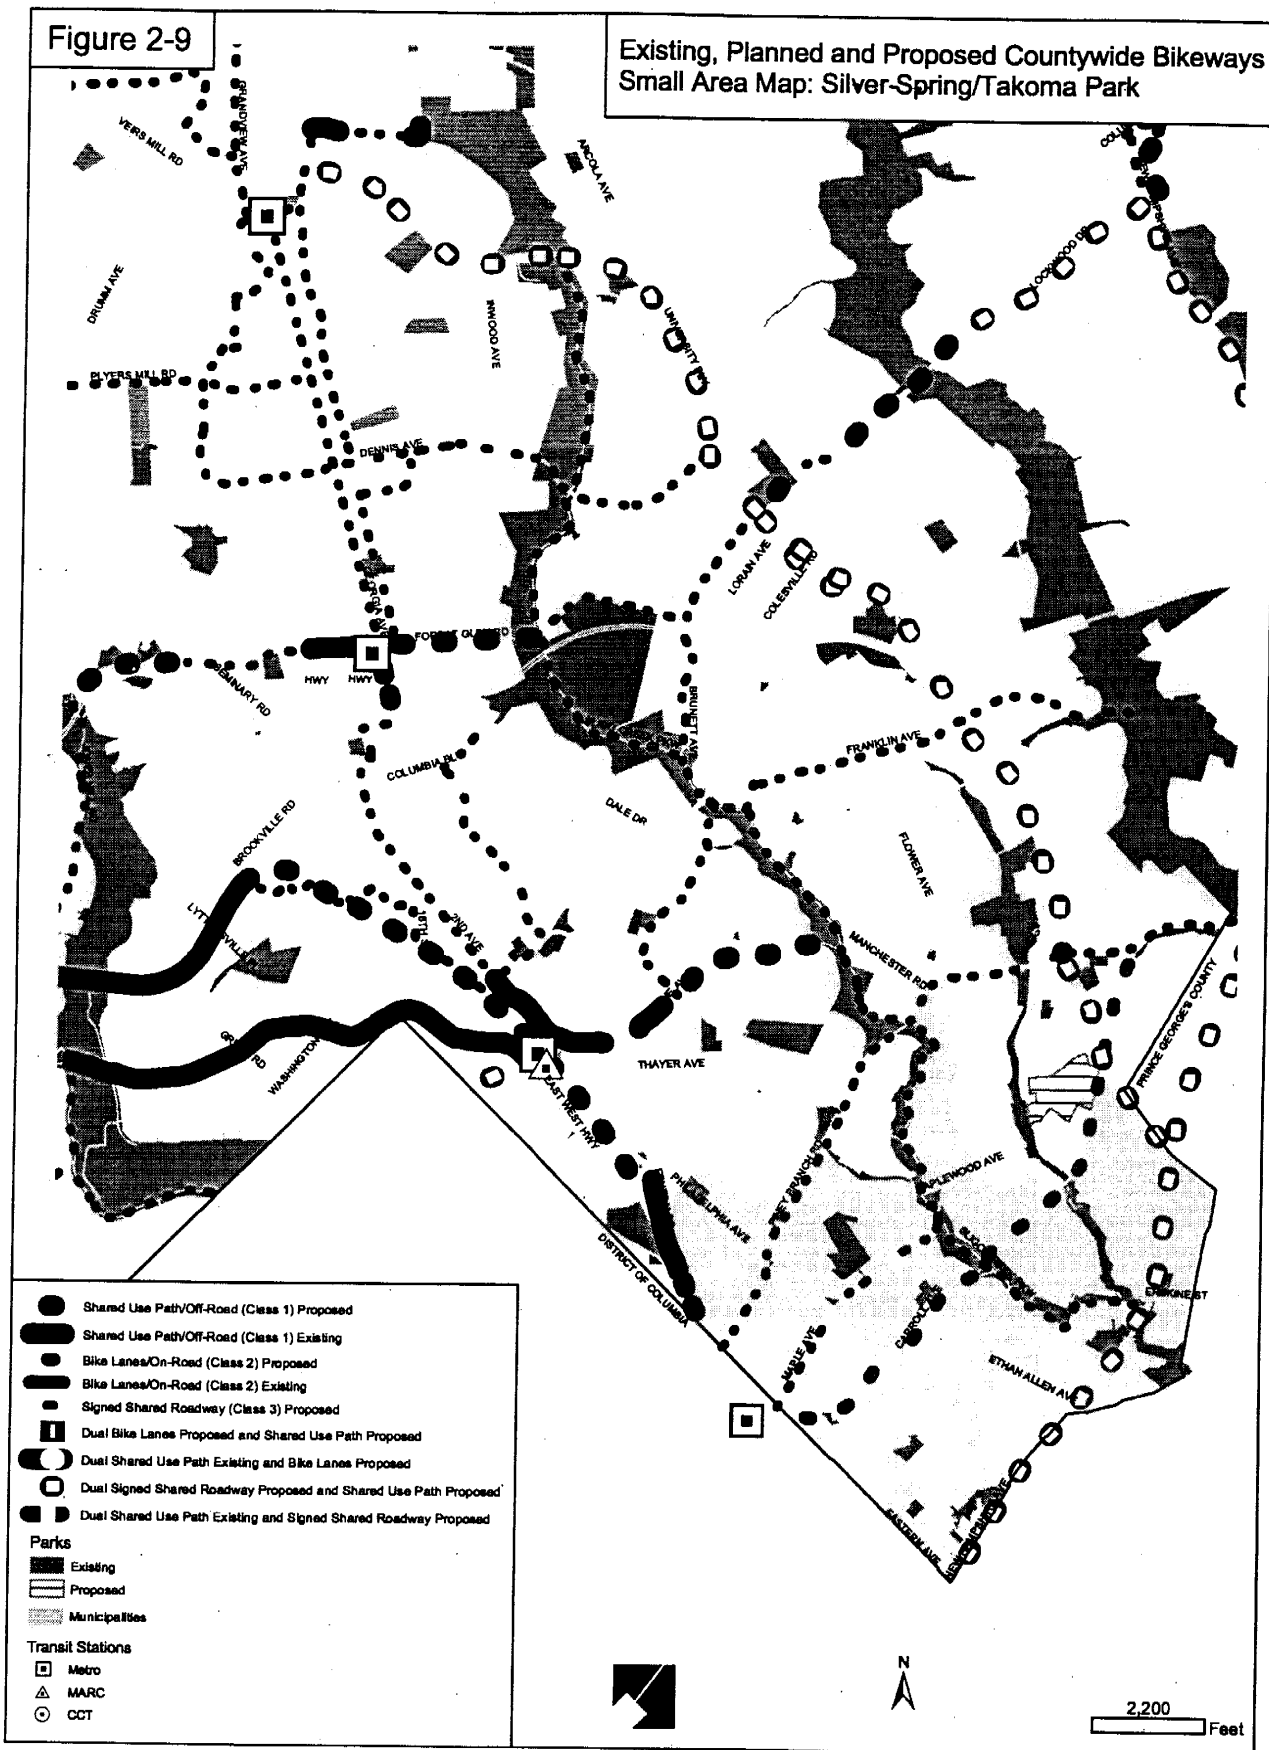 Figure 2-9
Existing, Planned and Proposed Countywide Bikeways
Small Area Map: Silver-Spring/Takoma Park
GRANDVIEW AVE
VEIRS MILL RD
ARCOLA AVE
LOCKWOOD DR
DRUMM AVE
INWOOD AVE
PLYERS MILL RD
DENNIS AVE
LORAIN AVE
COLESVILLE RD
GEORGIA AVE
HWY
HWY
SEMINARY RD
BRUNETT AVE
FRANKLIN AVE
COLUMBIA BL
DALE DR
BROOKVILLE RD
FLOWER AVE
16TH
2ND AVE
MANCHESTER RD
PRINCE GEORGE'S COUNTY
WASHINGTON
THAYER AVE
EAST WEST HWY
PHILADELPHIA AVE
DISTRICT OF COLUMBIA
ERSKINE ST
MAPLE AVE
ETHAN ALLEN AVE
EASTERN AVE
Shared Use Path/Off-Road (Class 1) Proposed
Shared Use Path/Off-Road (Class 1) Existing
Bike Lanes/On-Road (Class 2) Proposed
Bike Lanes/On-Road (Class 2) Existing
Signed Shared Roadway (Class 3) Proposed
Dual Bike Lanes Proposed and Shared Use Path Proposed
Dual Shared Use Path Existing and Bike Lanes Proposed
Dual Signed Shared Roadway Proposed and Shared Use Path Proposed
Dual Shared Use Path Existing and Signed Shared Roadway Proposed
Parks
Existing
Proposed
Municipalities
Transit Stations
Metro
MARC
CCT
N
2,200
Feet